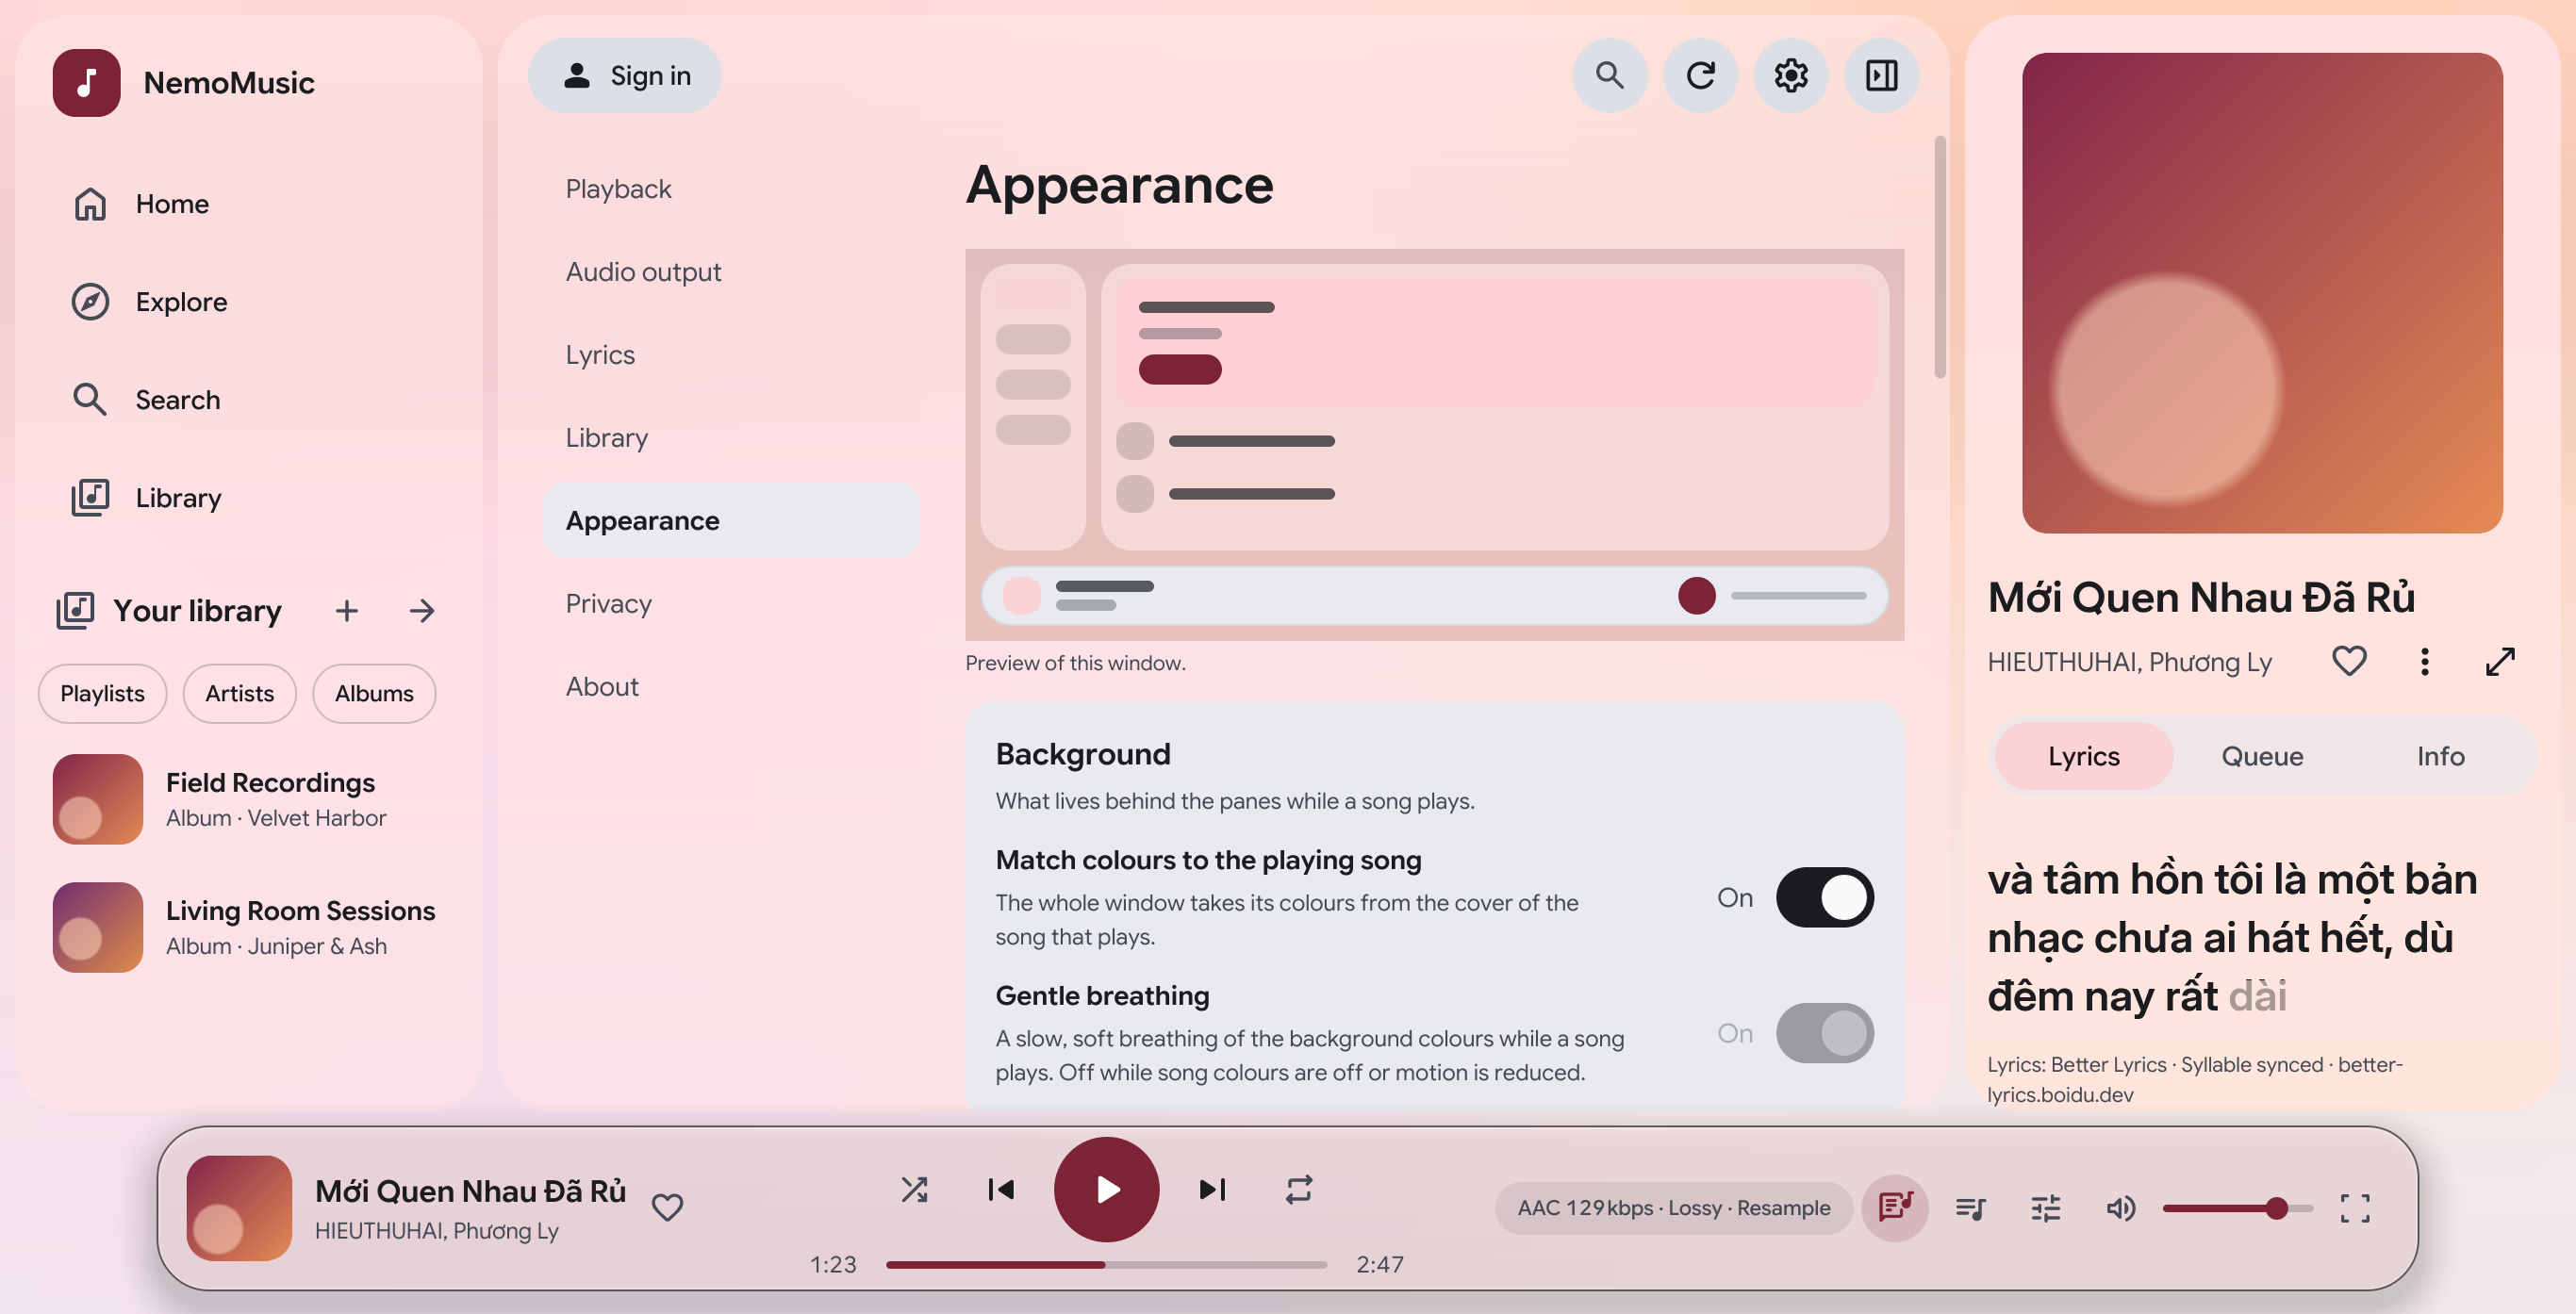 NemoMusic
Home
Explore
Search
Library
Your library
Playlists
Artists
Albums
Field Recordings
Album · Velvet Harbor
Living Room Sessions
Album · Juniper & Ash
Sign in
Playback
Audio output
Lyrics
Library
Appearance
Privacy
About
Appearance
Preview of this window.
Background
What lives behind the panes while a song plays.
Match colours to the playing song
The whole window takes its colours from the cover of the
song that plays.
On
Gentle breathing
A slow, soft breathing of the background colours while a song
plays. Off while song colours are off or motion is reduced.
On
Mới Quen Nhau Đã Rủ
HIEUTHUHAI, Phương Ly
Lyrics
Queue
Info
và tâm hồn tôi là một bản
nhạc chưa ai hát hết, dù
đêm nay rất dài
Lyrics: Better Lyrics · Syllable synced · better-
lyrics.boidu.dev
Mới Quen Nhau Đã Rủ
HIEUTHUHAI, Phương Ly
1:23
2:47
AAC 129 kbps · Lossy · Resample